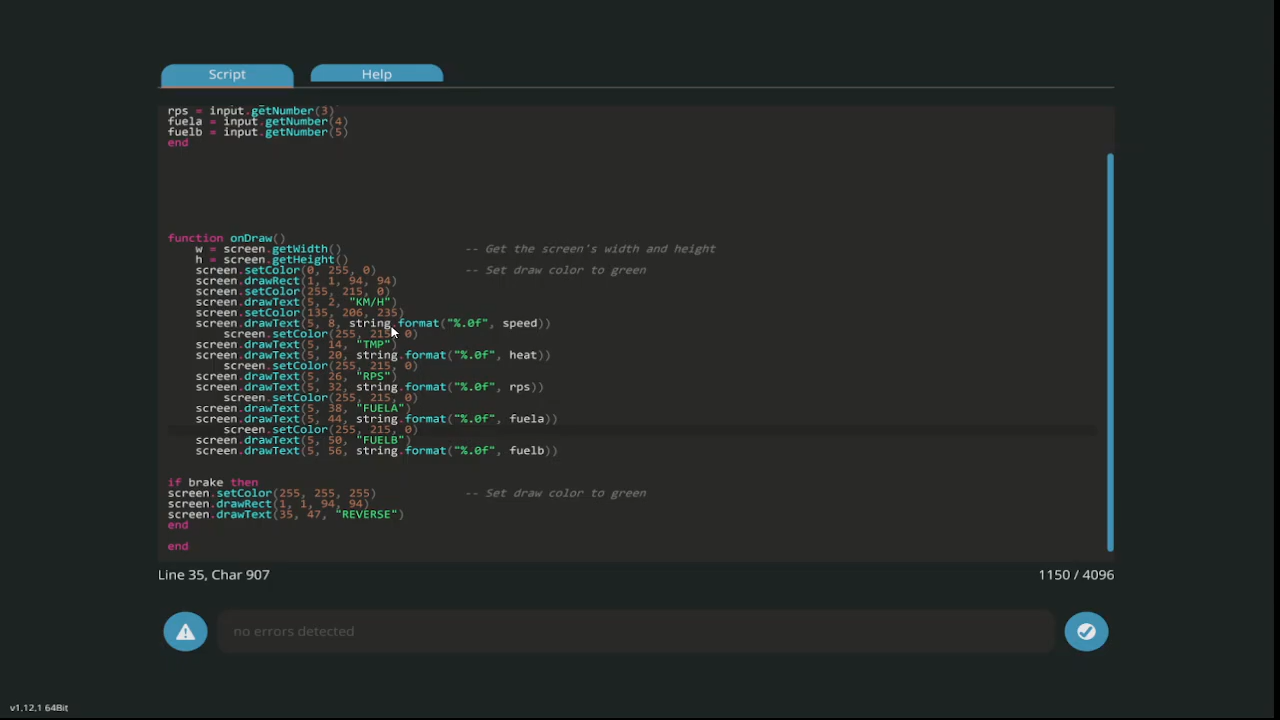 Script Help
rps = input.getNumber(3)
fuela = input.getNumber(4)
fuelb = input.getNumber(5)
end
function onDraw()
w = screen.getWidth() -- Get the screen's width and height
h = screen.getHeight()
screen.setColor(0, 255, 0) -- Set draw color to green
screen.drawRect(1, 1, 94, 94)
screen.setColor(255, 215, 0)
screen.drawText(5, 2, "KM/H")
screen.setColor(135, 206, 235)
screen.drawText(5, 8, string.format("%.0f", speed))
screen.setColor(255, 215, 0)
screen.drawText(5, 14, "TMP")
screen.drawText(5, 20, string.format("%.0f", heat))
screen.setColor(255, 215, 0)
screen.drawText(5, 26, "RPS")
screen.drawText(5, 32, string.format("%.0f", rps))
screen.setColor(255, 215, 0)
screen.drawText(5, 38, "FUELA")
screen.drawText(5, 44, string.format("%.0f", fuela))
screen.setColor(255, 215, 0)
screen.drawText(5, 50, "FUELB")
screen.drawText(5, 56, string.format("%.0f", fuelb))
if brake then
screen.setColor(255, 255, 255) -- Set draw color to green
screen.drawRect(1, 1, 94, 94)
screen.drawText(35, 47, "REVERSE")
end
end
Line 35, Char 907 1150 / 4096
no errors detected
v1.12.1 64Bit